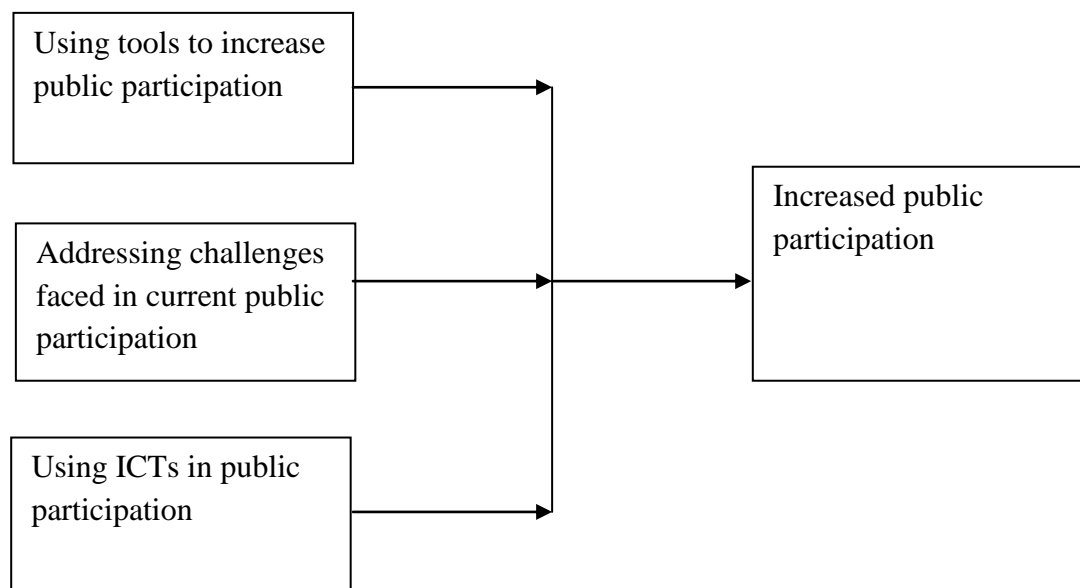 Using tools to increase
public participation
Addressing challenges
faced in current public
participation
Using ICTs in public
participation
Increased public
participation